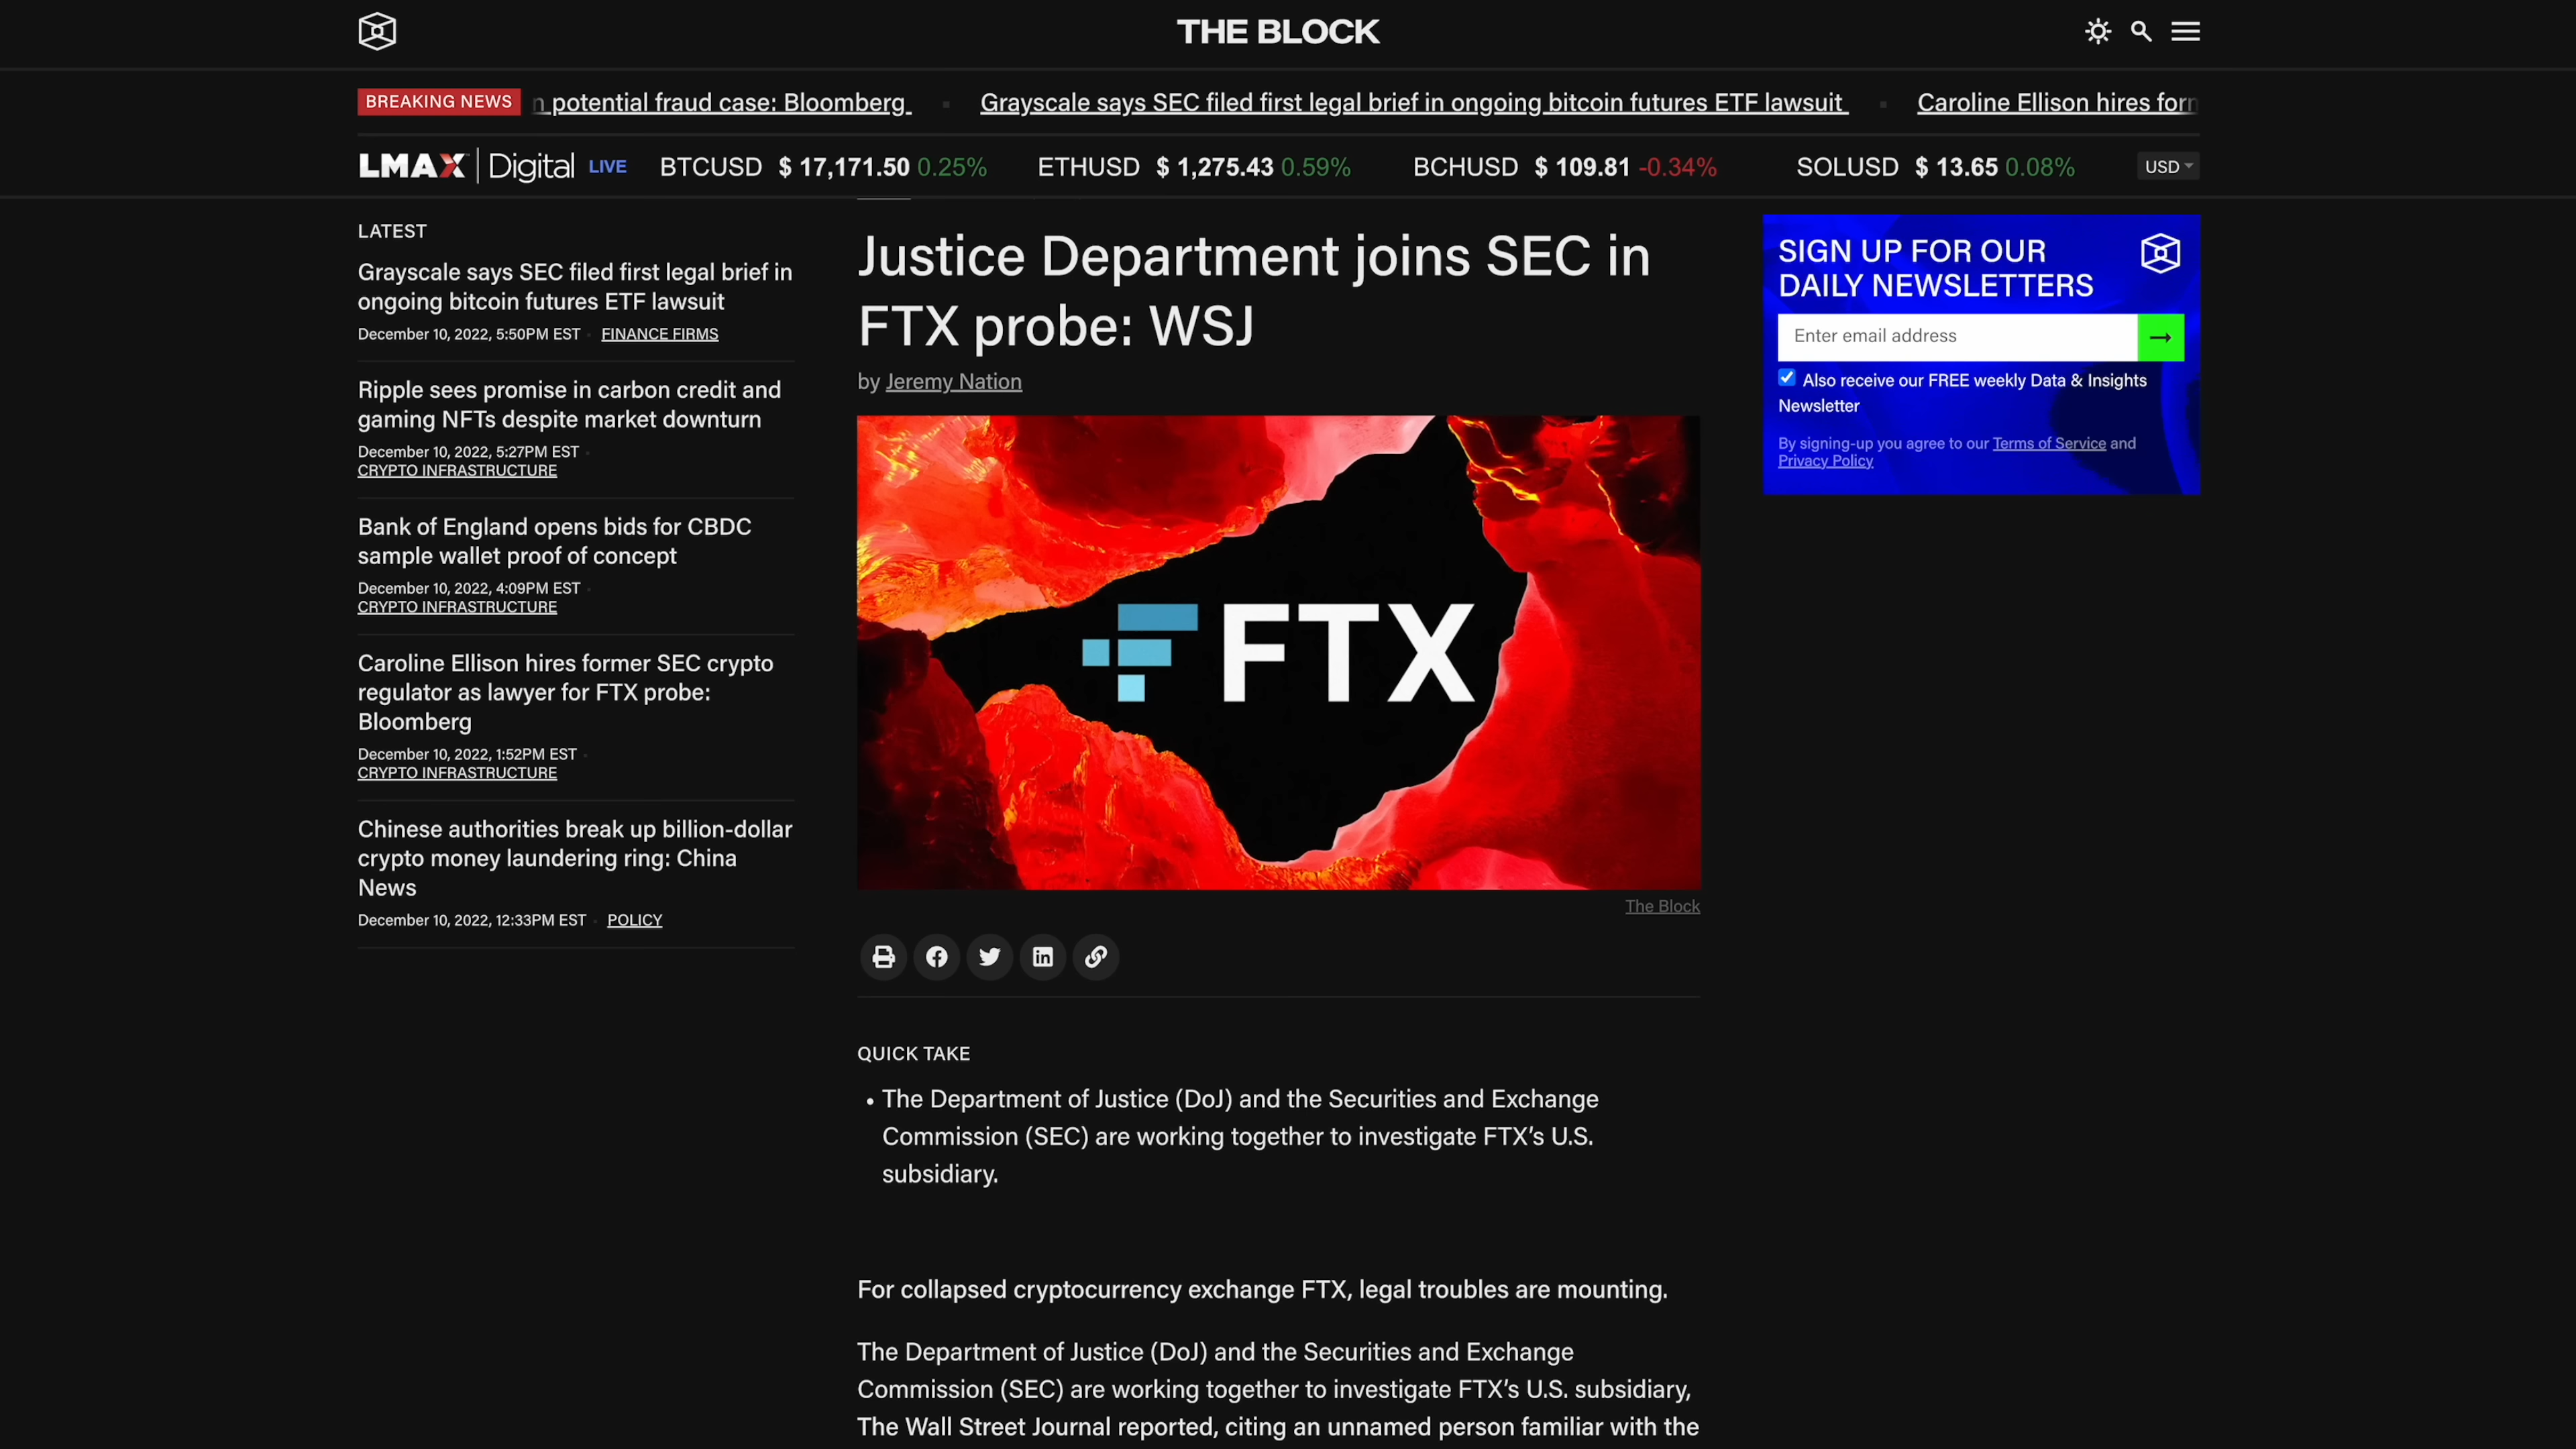 THE BLOCK
BREAKING NEWS
n potential fraud case: Bloomberg
Grayscale says SEC filed first legal brief in ongoing bitcoin futures ETF lawsuit
Caroline Ellison hires forn
LMAX Digital LIVE
BTCUSD $ 17,171.50 0.25%
ETHUSD $ 1,275.43 0.59%
BCHUSD $ 109.81 -0.34%
SOLUSD $ 13.65 0.08%
USD
LATEST
Grayscale says SEC filed first legal brief in
ongoing bitcoin futures ETF lawsuit
December 10, 2022, 5:50PM EST · FINANCE FIRMS
Ripple sees promise in carbon credit and
gaming NFTs despite market downturn
December 10, 2022, 5:27PM EST ·
CRYPTO INFRASTRUCTURE
Bank of England opens bids for CBDC
sample wallet proof of concept
December 10, 2022, 4:09PM EST ·
CRYPTO INFRASTRUCTURE
Caroline Ellison hires former SEC crypto
regulator as lawyer for FTX probe:
Bloomberg
December 10, 2022, 1:52PM EST ·
CRYPTO INFRASTRUCTURE
Chinese authorities break up billion-dollar
crypto money laundering ring: China
News
December 10, 2022, 12:33PM EST · POLICY
Justice Department joins SEC in
FTX probe: WSJ
by Jeremy Nation
FTX
The Block
QUICK TAKE
• The Department of Justice (DoJ) and the Securities and Exchange
Commission (SEC) are working together to investigate FTX’s U.S.
subsidiary.
For collapsed cryptocurrency exchange FTX, legal troubles are mounting.
The Department of Justice (DoJ) and the Securities and Exchange
Commission (SEC) are working together to investigate FTX’s U.S. subsidiary,
The Wall Street Journal reported, citing an unnamed person familiar with the
SIGN UP FOR OUR
DAILY NEWSLETTERS
Enter email address
→
Also receive our FREE weekly Data & Insights
Newsletter
By signing-up you agree to our Terms of Service and
Privacy Policy